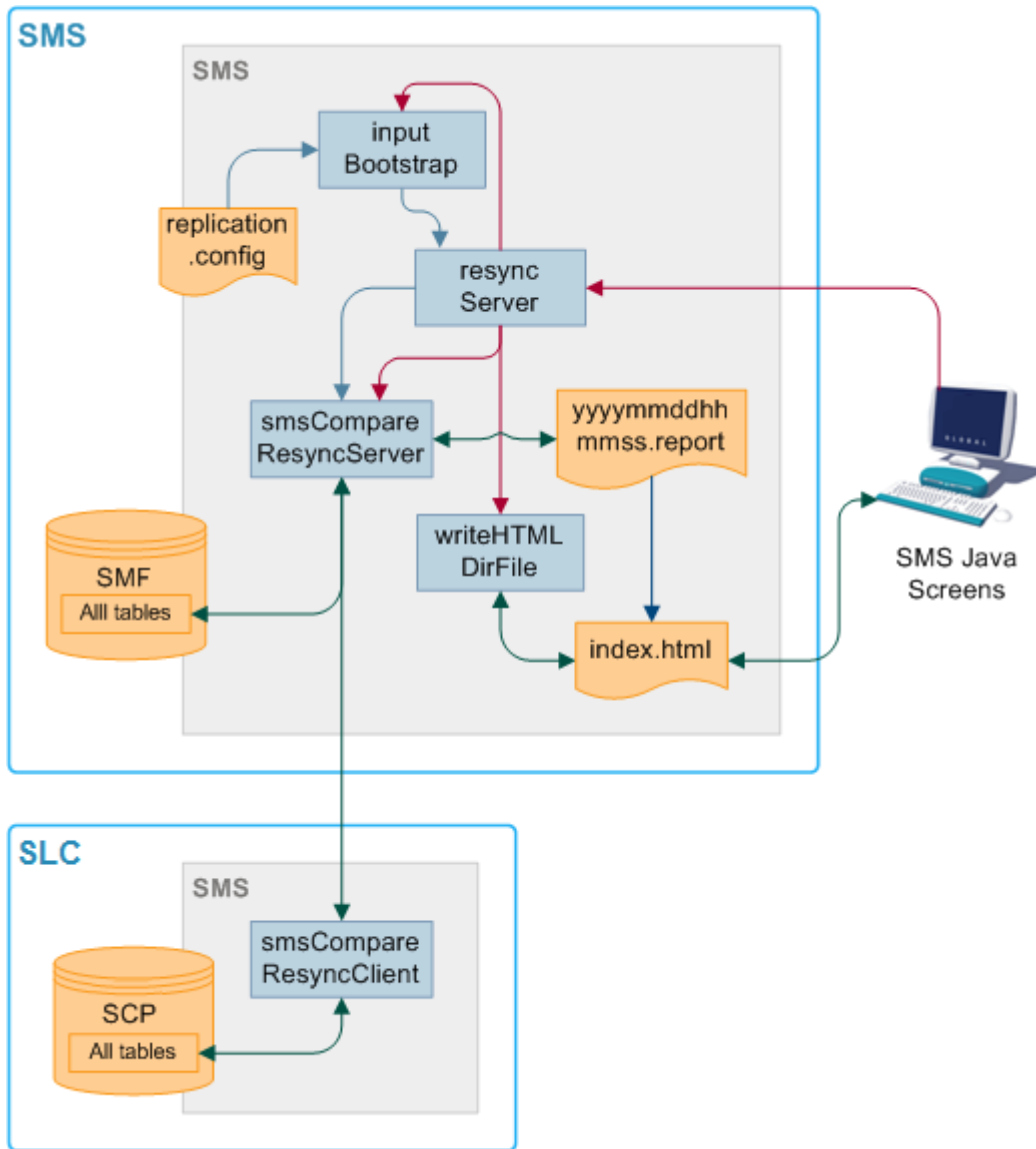 SMS
SMS
input
Bootstrap
replication
.config
resync
Server
smsCompare
ResyncServer
yyyymmddhh
mmss.report
GLOBAL
SMS Java
Screens
writeHTML
DirFile
SMF
Alll tables
index.html
SLC
SMS
smsCompare
ResyncClient
SCP
All tables